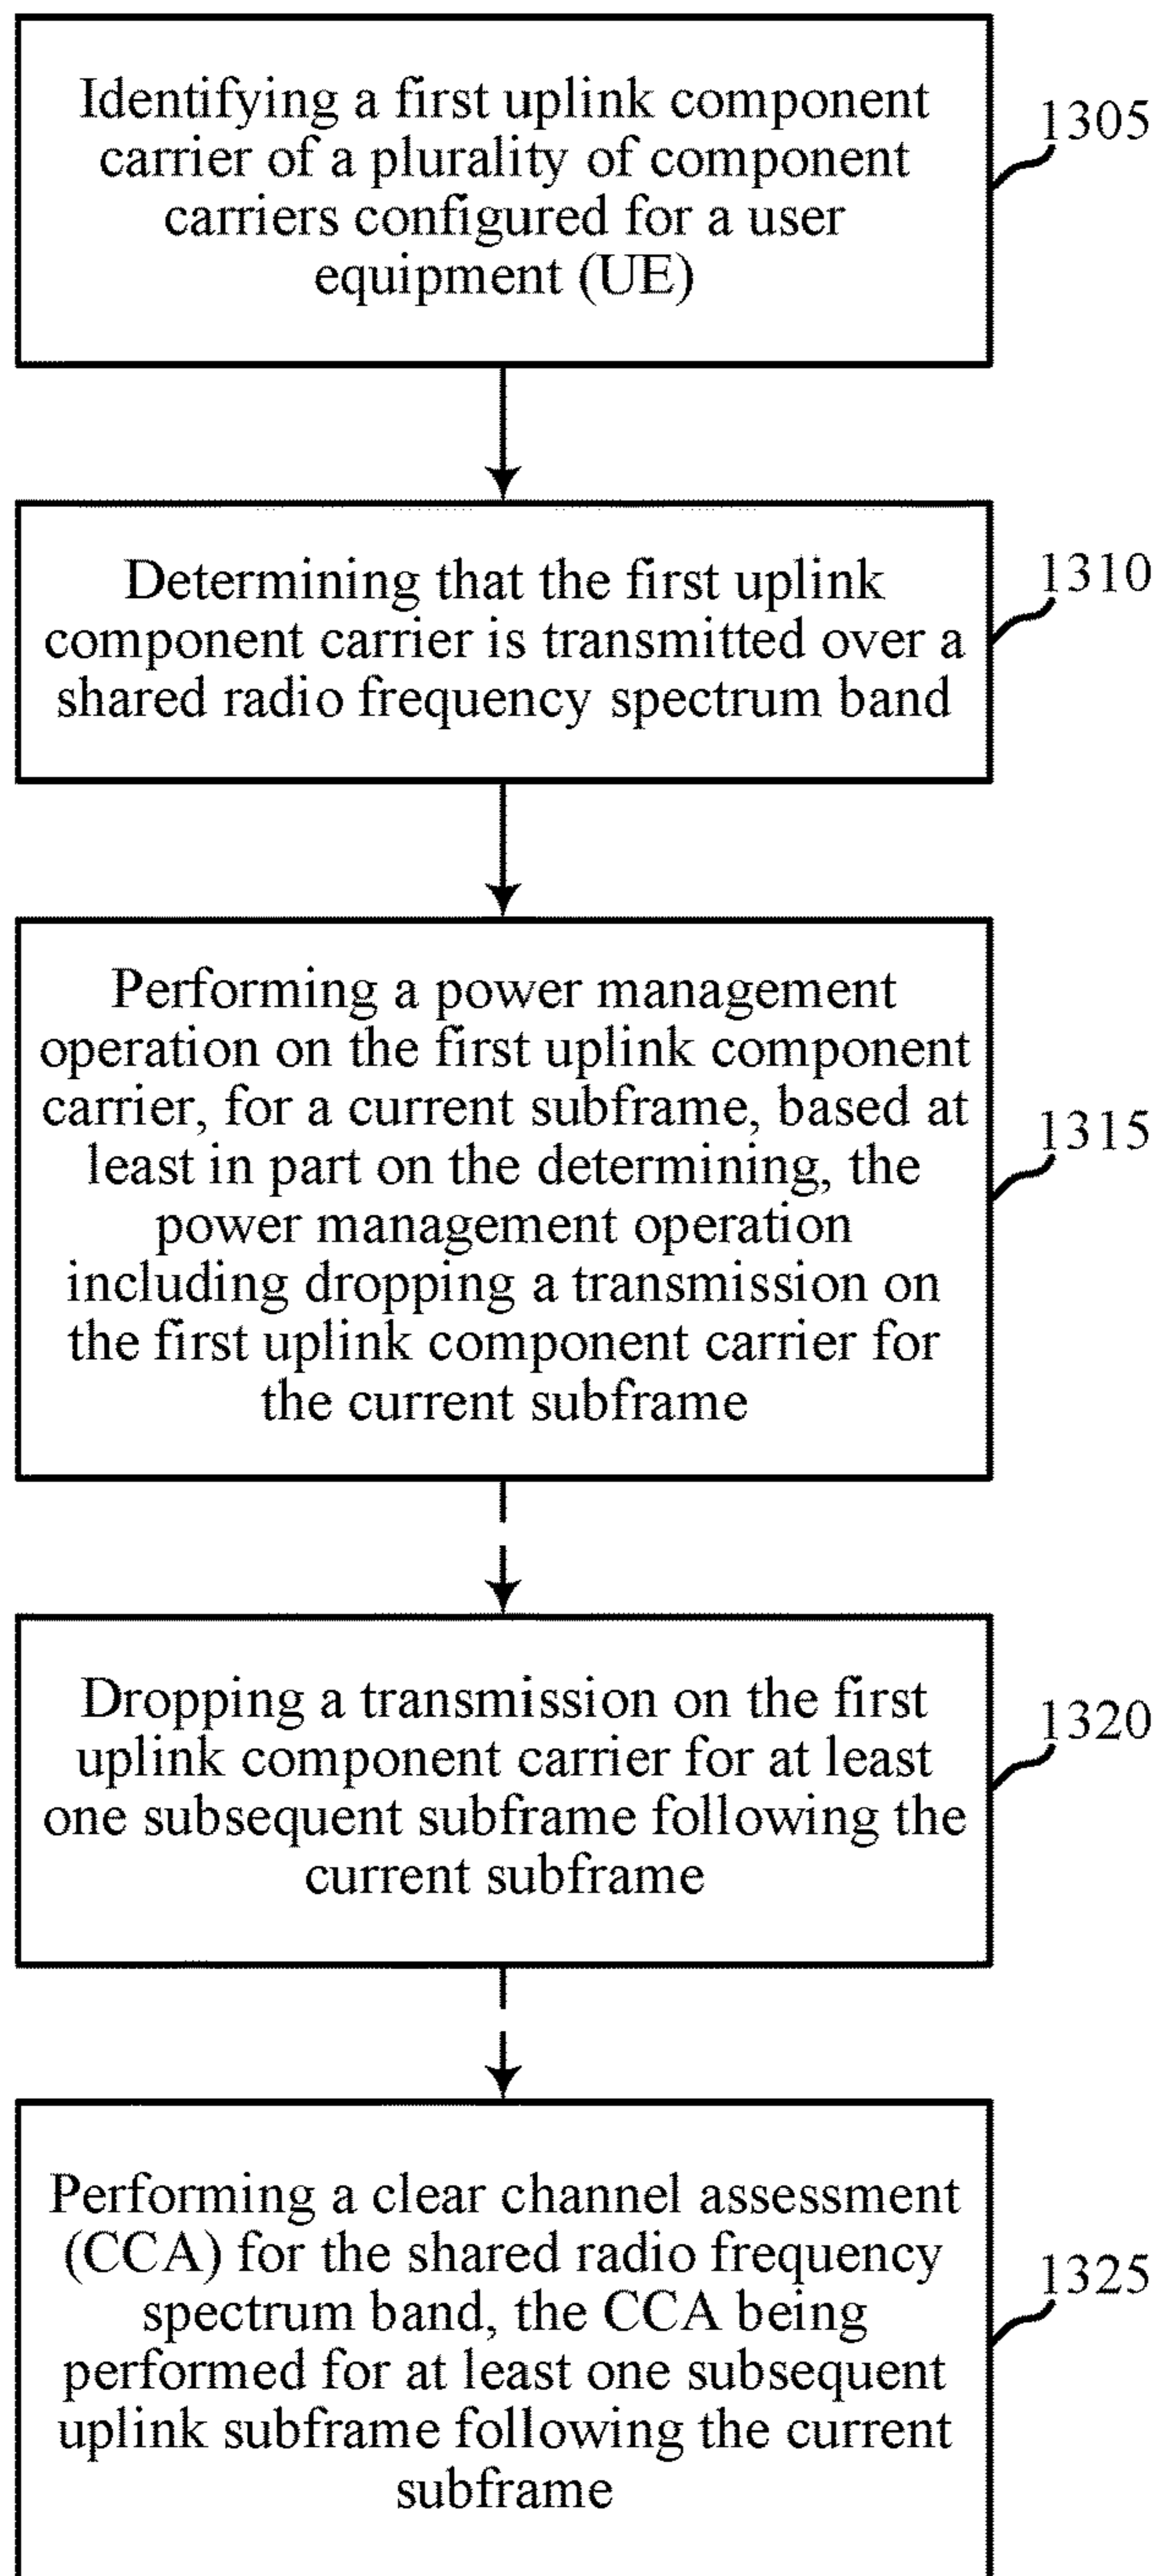 Identifying a first uplink component
carrier of a plurality of component
carriers configured for a user
equipment (UE)
1305
Determining that the first uplink
component carrier is transmitted over a
shared radio frequency spectrum band
1310
Performing a power management
operation on the first uplink component
carrier, for a current subframe, based at
least in part on the determining, the
power management operation
including dropping a transmission on
the first uplink component carrier for
the current subframe
1315
Dropping a transmission on the first
uplink component carrier for at least
one subsequent subframe following the
current subframe
1320
Performing a clear channel assessment
(CCA) for the shared radio frequency
spectrum band, the CCA being
performed for at least one subsequent
uplink subframe following the current
subframe
1325